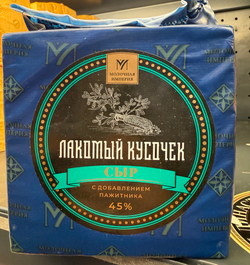 МОЛОЧНАЯ
ИМПЕРИЯ
ЛАКОМЫЙ КУСОЧЕК
СЫР
С ДОБАВЛЕНИЕМ
ПАЖИТНИКА
45%